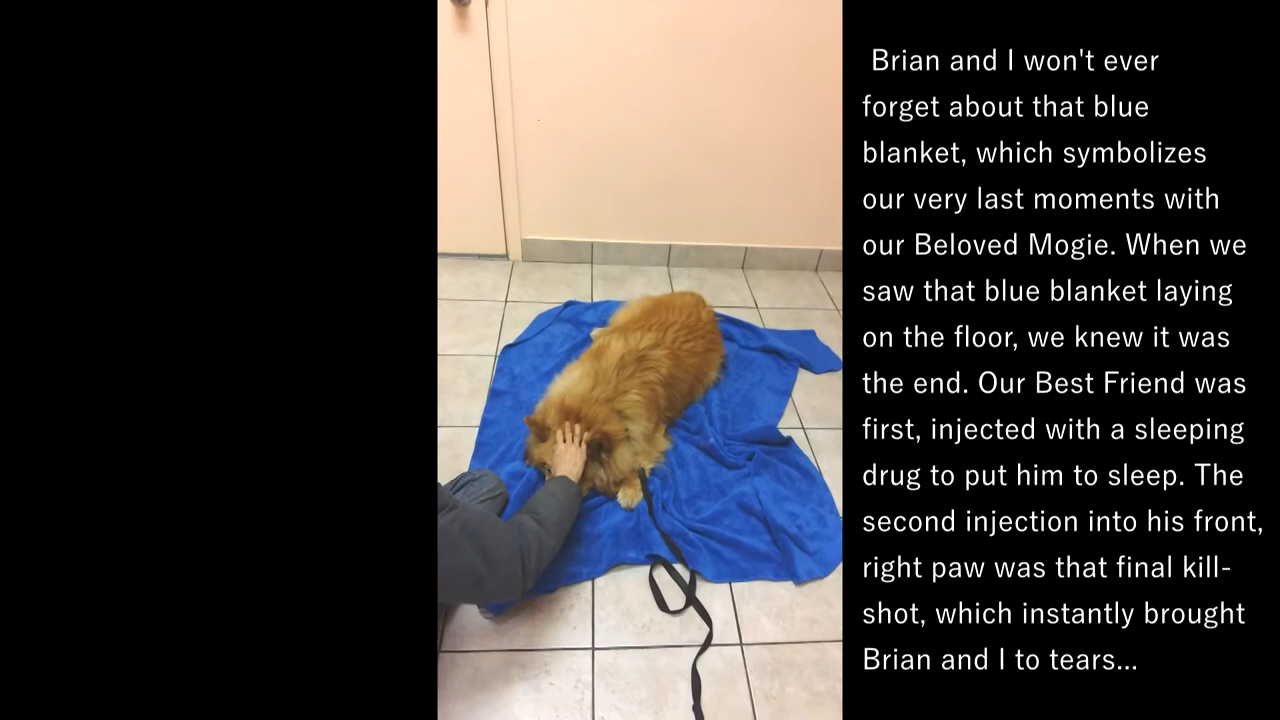 Brian and I won't ever
forget about that blue
blanket, which symbolizes
our very last moments with
our Beloved Mogie. When we
saw that blue blanket laying
on the floor, we knew it was
the end. Our Best Friend was
first, injected with a sleeping
drug to put him to sleep. The
second injection into his front,
right paw was that final kill-
shot, which instantly brought
Brian and I to tears...